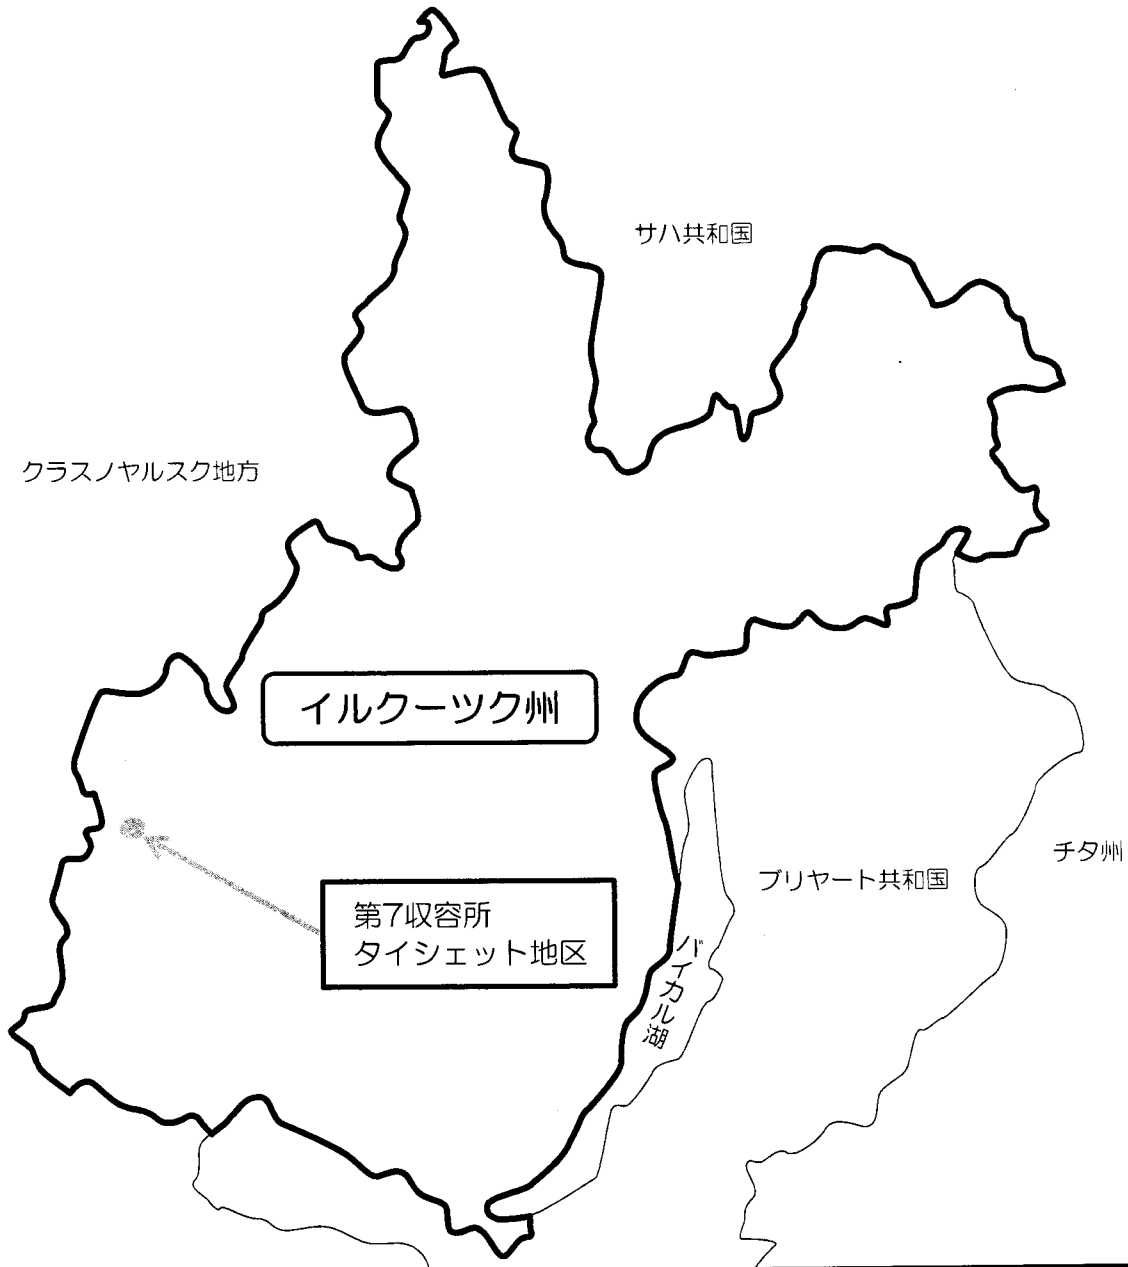 サハ共和国
クラスノヤルスク地方
イルクーツク州
チタ州
ブリヤート共和国
第7収容所
タイシェット地区
バイカル湖